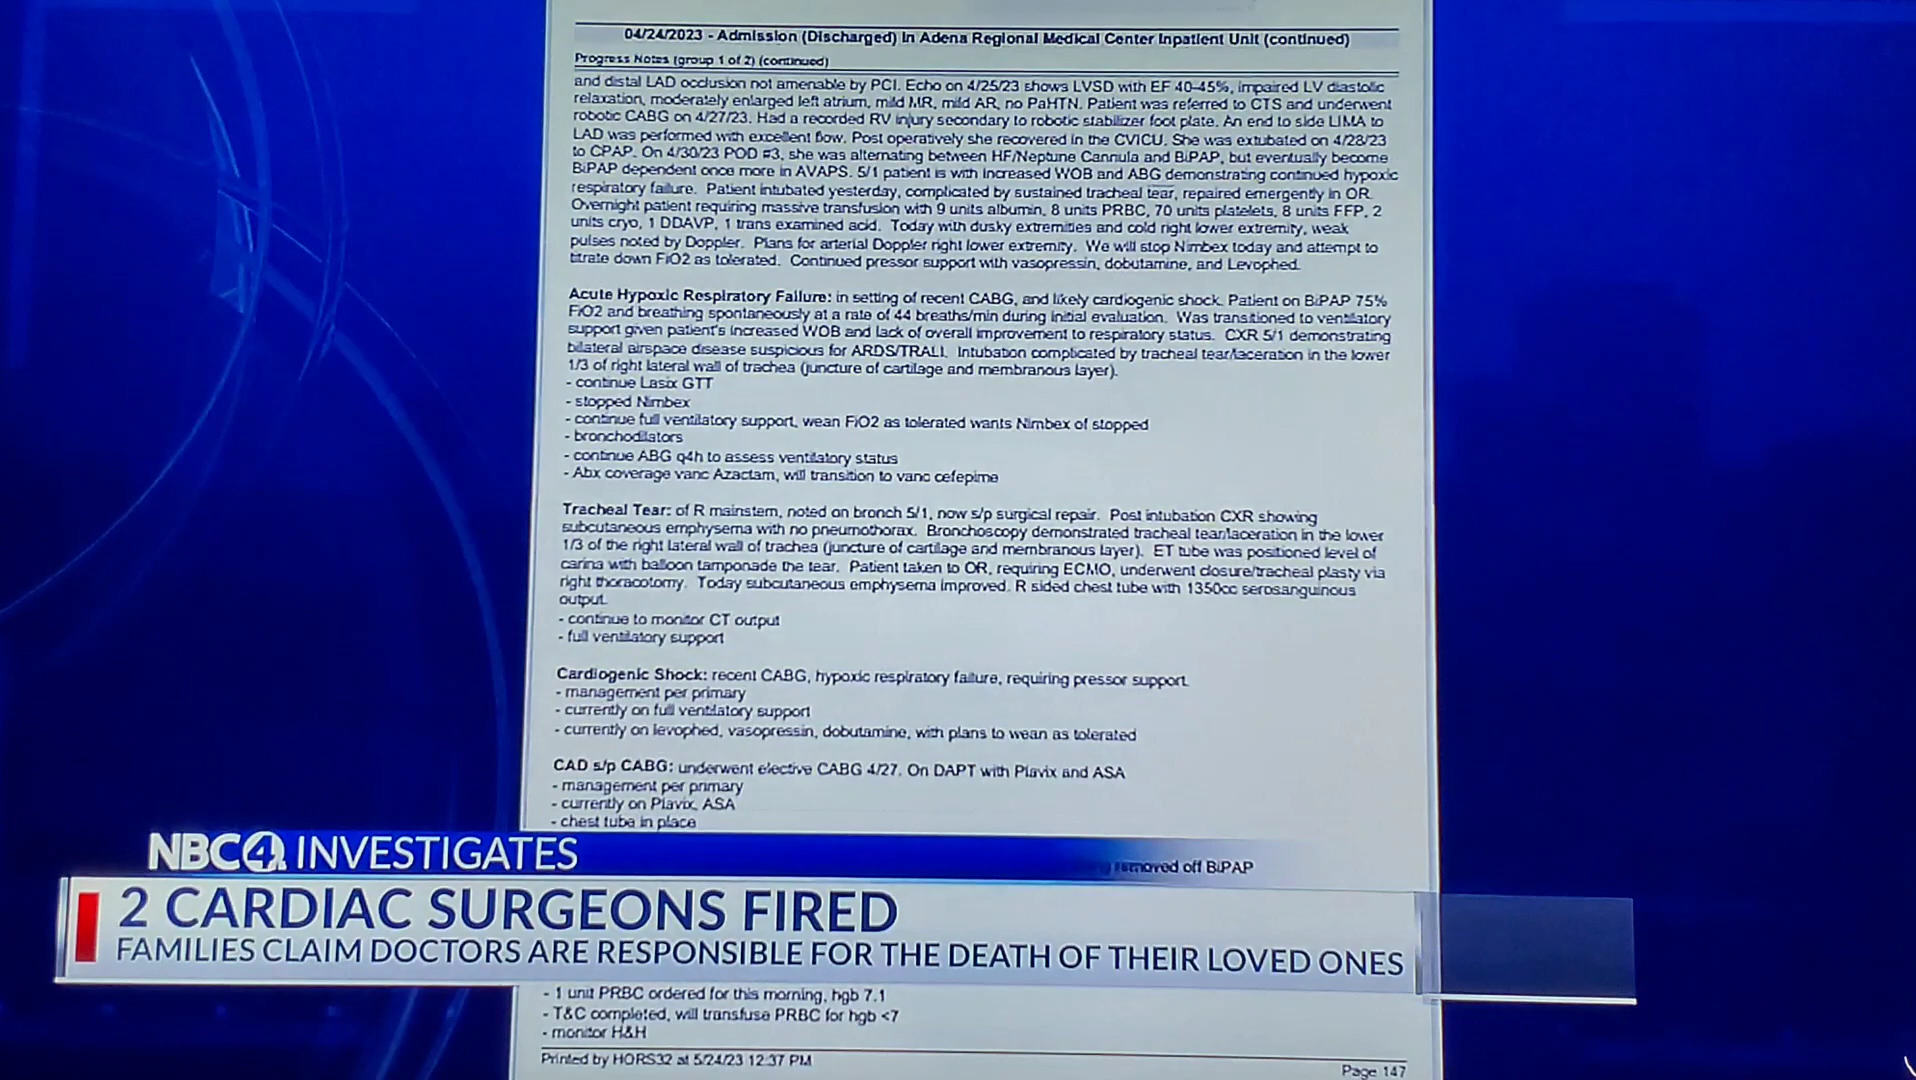 04/24/2023 - Admission (Discharged) in Adena Regional Medical Center Inpatient Unit (continued)
Progress Notes (group 1 of 2) (continued)
and distal LAD occlusion not amenable by PCI. Echo on 4/25/23 shows LVSD with EF 40-45%, impaired LV diastolic
relaxation, moderately enlarged left atrium, mild MR, mild AR, no PaHTN. Patient was referred to CTS and underwent
robotic CABG on 4/27/23. Had a recorded RV injury secondary to robotic stabilizer foot plate. An end to side LIMA to
LAD was performed with excellent flow. Post operatively she recovered in the CVICU. She was extubated on 4/28/23
to CPAP. On 4/30/23 POD #3, she was alternating between HF/Neptune Cannula and BiPAP, but eventually become
BiPAP dependent once more in AVAPS. 5/1 patient is with increased WOB and ABG demonstrating continued hypoxic
respiratory failure. Patient intubated yesterday, complicated by sustained tracheal tear, repaired emergently in OR.
Overnight patient requiring massive transfusion with 9 units albumin, 8 units PRBC, 70 units platelets, 8 units FFP, 2
units cryo, 1 DDAVP, 1 trans examined acid. Today with dusky extremities and cold right lower extremity, weak
pulses noted by Doppler. Plans for arterial Doppler right lower extremity. We will stop Nimbex today and attempt to
titrate down FiO2 as tolerated. Continued pressor support with vasopressin, dobutamine, and Levophed.
Acute Hypoxic Respiratory Failure: in setting of recent CABG, and likely cardiogenic shock. Patient on BiPAP 75%
FiO2 and breathing spontaneously at a rate of 44 breaths/min during initial evaluation. Was transitioned to ventilatory
support given patient's increased WOB and lack of overall improvement to respiratory status. CXR 5/1 demonstrating
bilateral airspace disease suspicious for ARDS/TRALI. Intubation complicated by tracheal tear/laceration in the lower
1/3 of right lateral wall of trachea (juncture of cartilage and membranous layer).
- continue Lasix GTT
- stopped Nimbex
- continue full ventilatory support, wean FiO2 as tolerated wants Nimbex of stopped
- bronchodilators
- continue ABG q4h to assess ventilatory status
- Abx coverage vanc Azactam, will transition to vanc cefepime
Tracheal Tear: of R mainstem, noted on bronch 5/1, now s/p surgical repair. Post intubation CXR showing
subcutaneous emphysema with no pneumothorax. Bronchoscopy demonstrated tracheal tear/laceration in the lower
1/3 of the right lateral wall of trachea (juncture of cartilage and membranous layer). ET tube was positioned level of
carina with balloon tamponade the tear. Patient taken to OR, requiring ECMO, underwent closure/tracheal plasty via
right thoracotomy. Today subcutaneous emphysema improved. R sided chest tube with 1350cc serosanguinous
output.
- continue to monitor CT output
- full ventilatory support
Cardiogenic Shock: recent CABG, hypoxic respiratory failure, requiring pressor support.
- management per primary
- currently on full ventilatory support
- currently on levophed, vasopressin, dobutamine, with plans to wean as tolerated
CAD s/p CABG: underwent elective CABG 4/27. On DAPT with Plavix and ASA
- management per primary
- currently on Plavix, ASA
- chest tube in place
removed off BiPAP
NBC4 INVESTIGATES
2 CARDIAC SURGEONS FIRED
FAMILIES CLAIM DOCTORS ARE RESPONSIBLE FOR THE DEATH OF THEIR LOVED ONES
- 1 unit PRBC ordered for this morning, hgb 7.1
- T&C completed, will transfuse PRBC for hgb <7
- monitor H&H
Printed by HORS32 at 5/24/23 12:37 PM
Page 147